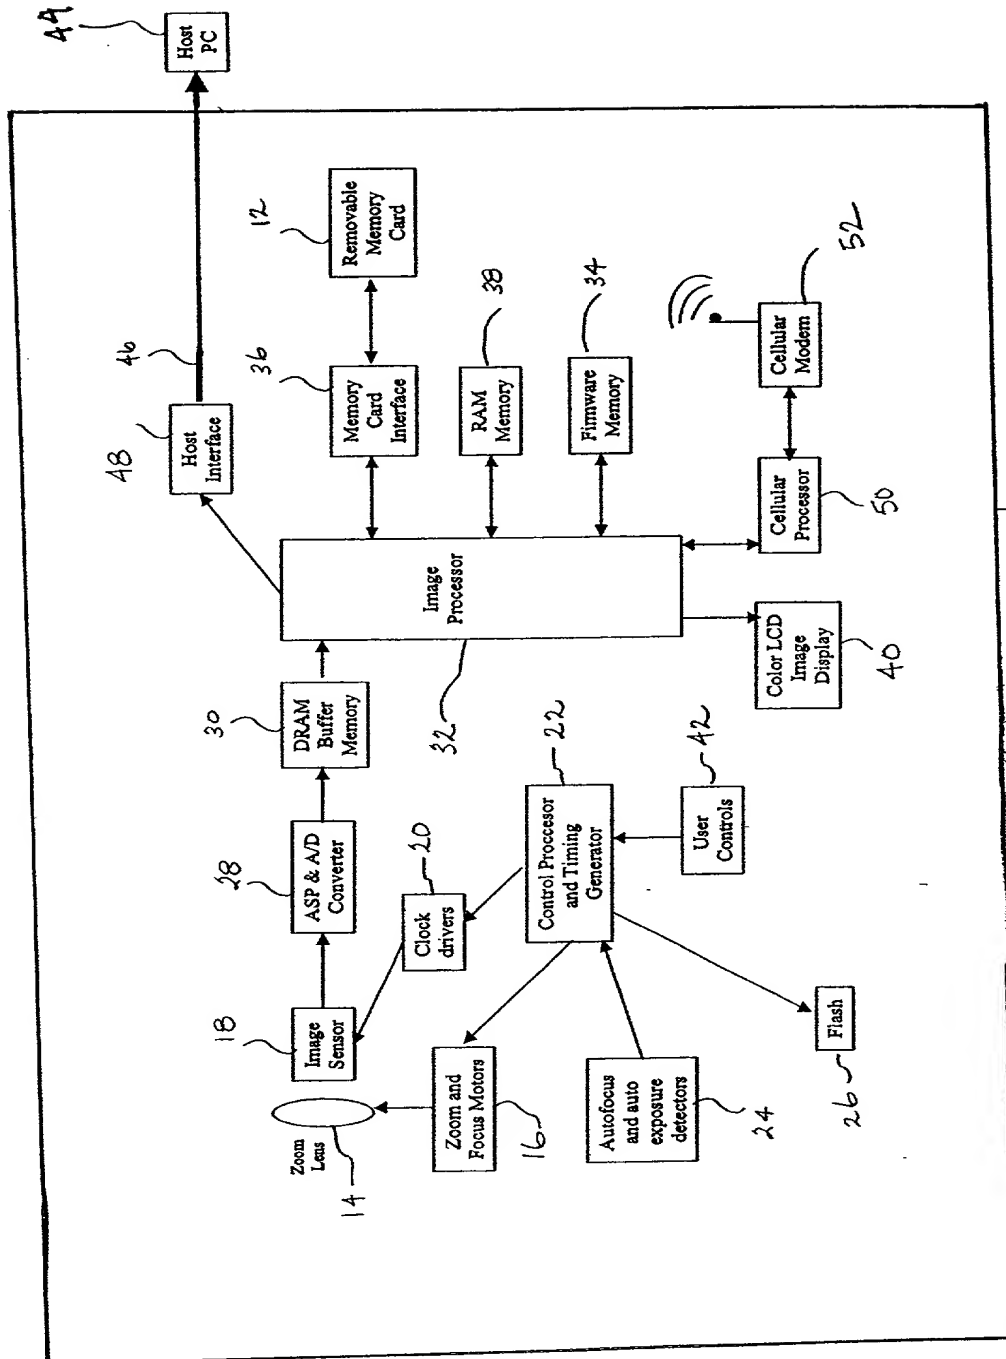 44
Host
PC
46
48
Host
Interface
Zoom
Lens
14
18
Image
Sensor
28
ASP & A/D
Converter
30
DRAM
Buffer
Memory
36
Memory
Card
Interface
12
Removable
Memory
Card
20
Clock
drivers
32
Image
Processor
38
RAM
Memory
34
Firmware
Memory
Zoom and
Focus Motors
16
22
Control Proccesor
and Timing
Generator
Autofocus
and auto
exposure
detectors
24
42
User
Controls
Flash
26
Color LCD
Image
Display
40
Cellular
Processor
50
Cellular
Modem
52